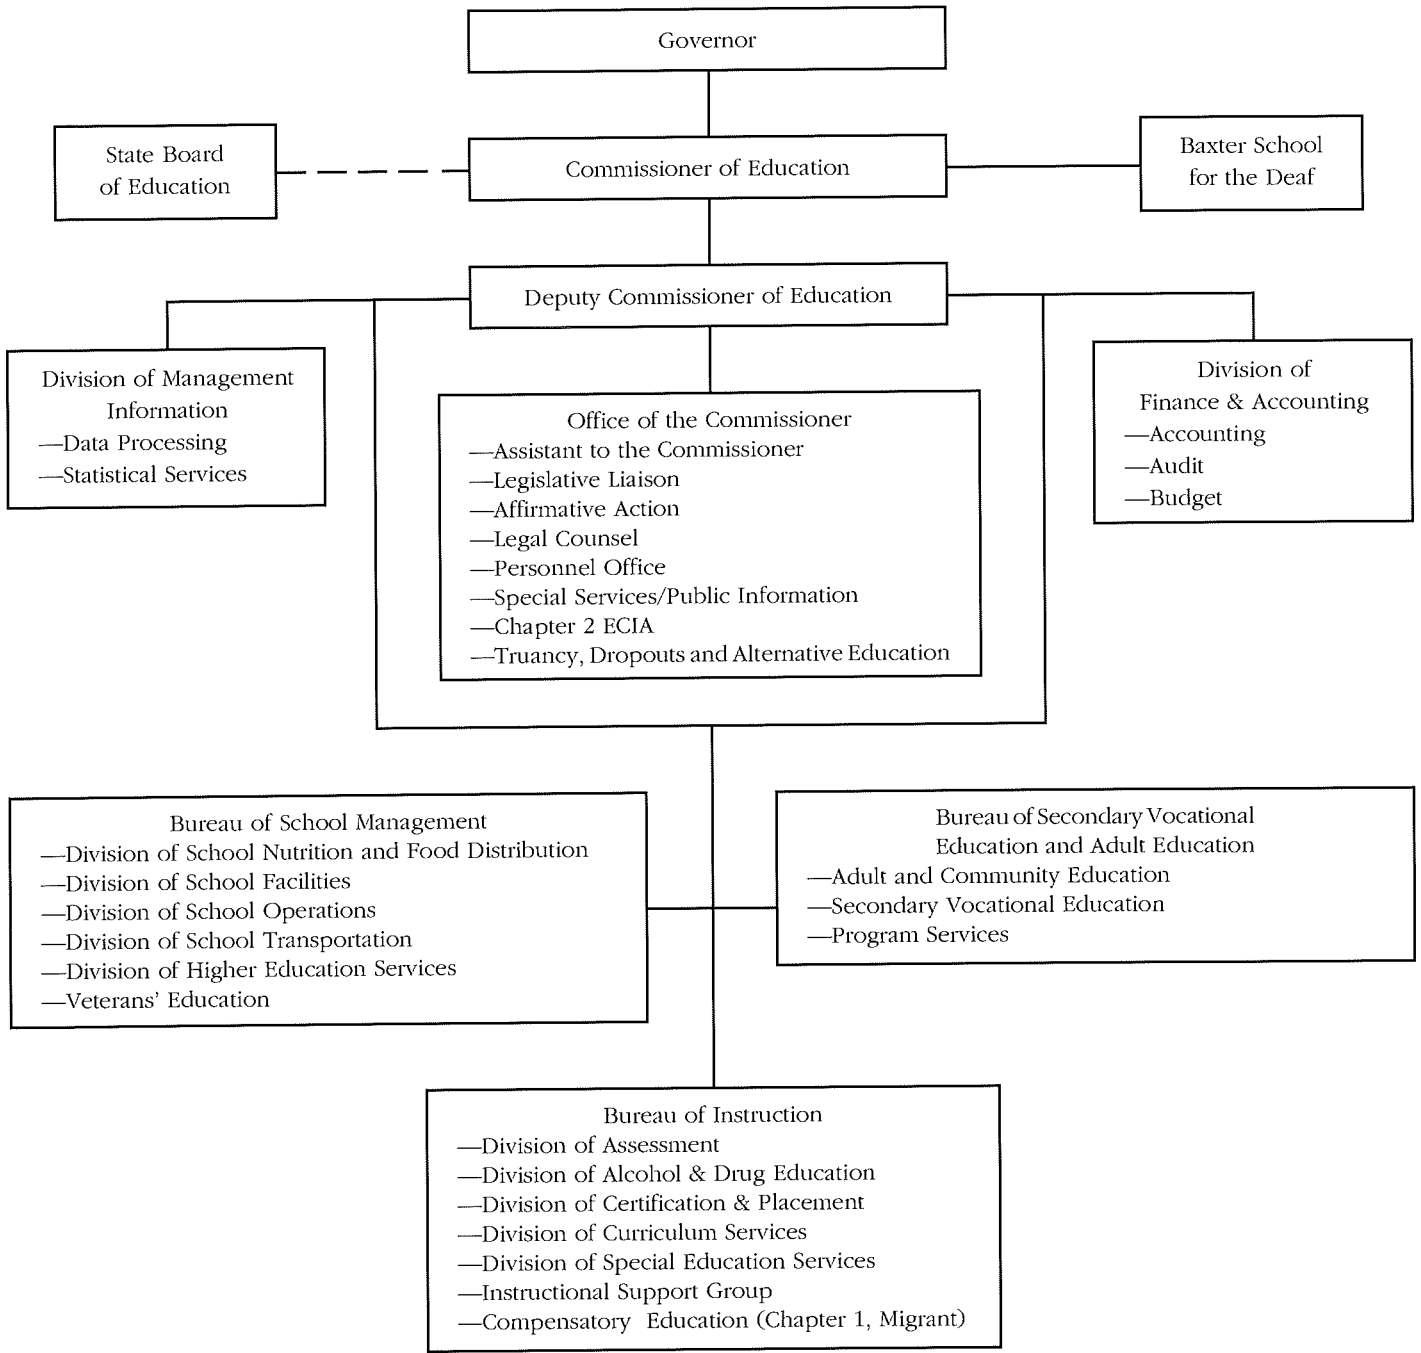 Governor
State Board
of Education
Commissioner of Education
Baxter School
for the Deaf
Deputy Commissioner of Education
Division of Management
Information
—Data Processing
—Statistical Services
Office of the Commissioner
—Assistant to the Commissioner
—Legislative Liaison
—Affirmative Action
—Legal Counsel
—Personnel Office
—Special Services/Public Information
—Chapter 2 ECIA
—Truancy, Dropouts and Alternative Education
Division of
Finance & Accounting
—Accounting
—Audit
—Budget
Bureau of School Management
—Division of School Nutrition and Food Distribution
—Division of School Facilities
—Division of School Operations
—Division of School Transportation
—Division of Higher Education Services
—Veterans' Education
Bureau of Secondary Vocational
Education and Adult Education
—Adult and Community Education
—Secondary Vocational Education
—Program Services
Bureau of Instruction
—Division of Assessment
—Division of Alcohol & Drug Education
—Division of Certification & Placement
—Division of Curriculum Services
—Division of Special Education Services
—Instructional Support Group
—Compensatory Education (Chapter 1, Migrant)